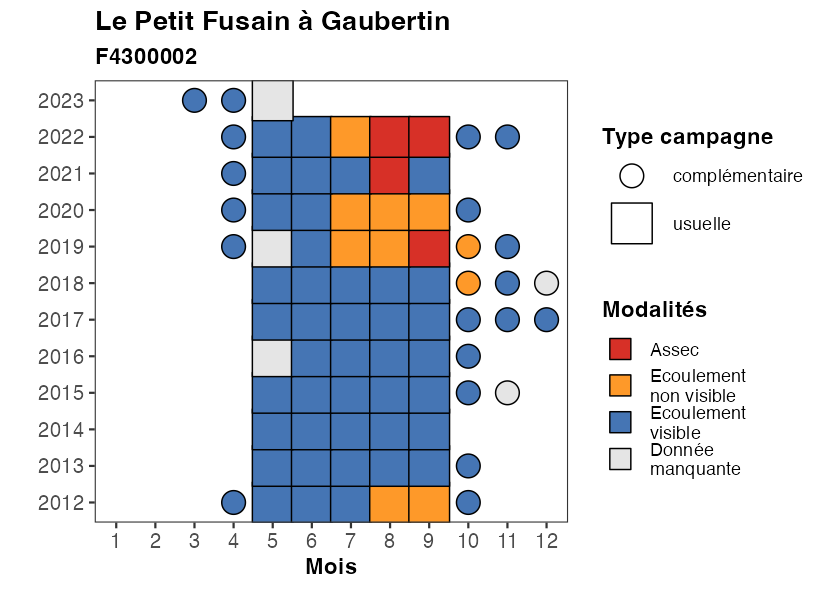 Le Petit Fusain à Gaubertin
F4300002
2023
2022
2021
2020
2019
2018
2017
2016
2015
2014
2013
2012
1 2 3 4 5 6 7 8 9 10 11 12
Mois
Type campagne
complémentaire
usuelle
Modalités
Assec
Ecoulement
non visible
Ecoulement
visible
Donnée
manquante